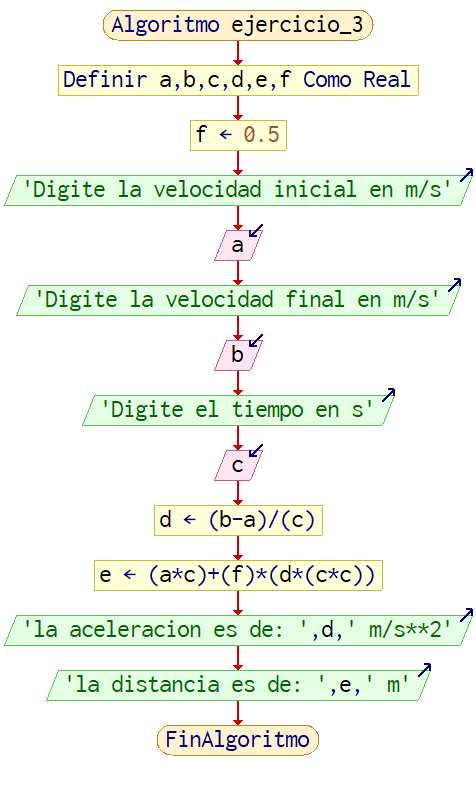 Algoritmo ejercicio_3
Definir a,b,c,d,e,f Como Real
f ← 0.5
'Digite la velocidad inicial en m/s'
a
'Digite la velocidad final en m/s'
b
'Digite el tiempo en s'
c
d ← (b-a)/(c)
e ← (a*c)+(f)*(d*(c*c))
'la aceleracion es de: ',d,' m/s**2'
'la distancia es de: ',e,' m'
FinAlgoritmo